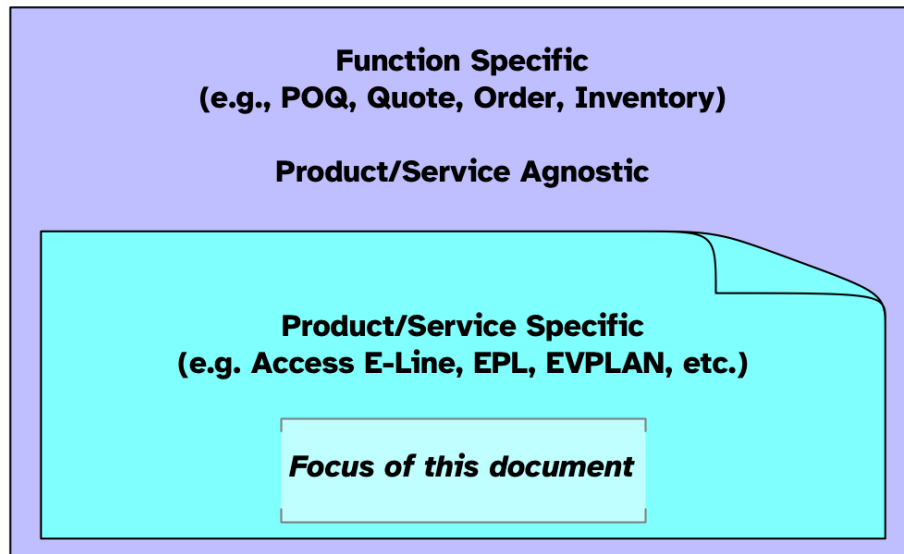 Function Specific
(e.g., POQ, Quote, Order, Inventory)
Product/Service Agnostic
Product/Service Specific
(e.g. Access E-Line, EPL, EVPLAN, etc.)
Focus of this document